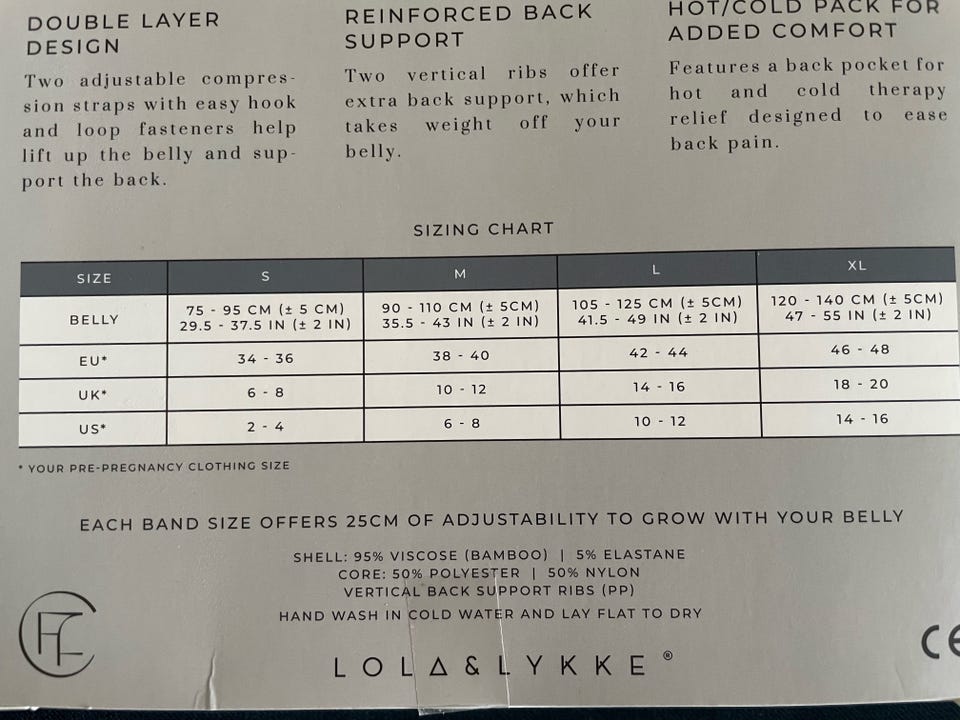 DOUBLE LAYER
DESIGN
Two adjustable compres-
sion straps with easy hook
and loop fasteners help
lift up the belly and sup-
port the back.
REINFORCED BACK
SUPPORT
Two vertical ribs offer
extra back support, which
takes weight off your
belly.
HOT/COLD PACK FOR
ADDED COMFORT
Features a back pocket for
hot and cold therapy
relief designed to ease
back pain.
SIZING CHART
SIZE S M L XL
BELLY 75 - 95 CM (± 5 CM) 90 - 110 CM (± 5CM) 105 - 125 CM (± 5CM) 120 - 140 CM (± 5CM)
29.5 - 37.5 IN (± 2 IN) 35.5 - 43 IN (± 2 IN) 41.5 - 49 IN (± 2 IN) 47 - 55 IN (± 2 IN)
EU* 34 - 36 38 - 40 42 - 44 46 - 48
UK* 6 - 8 10 - 12 14 - 16 18 - 20
US* 2 - 4 6 - 8 10 - 12 14 - 16
* YOUR PRE-PREGNANCY CLOTHING SIZE
EACH BAND SIZE OFFERS 25CM OF ADJUSTABILITY TO GROW WITH YOUR BELLY
SHELL: 95% VISCOSE (BAMBOO) | 5% ELASTANE
CORE: 50% POLYESTER | 50% NYLON
VERTICAL BACK SUPPORT RIBS (PP)
HAND WASH IN COLD WATER AND LAY FLAT TO DRY
LOLA&LYKKE®
CE